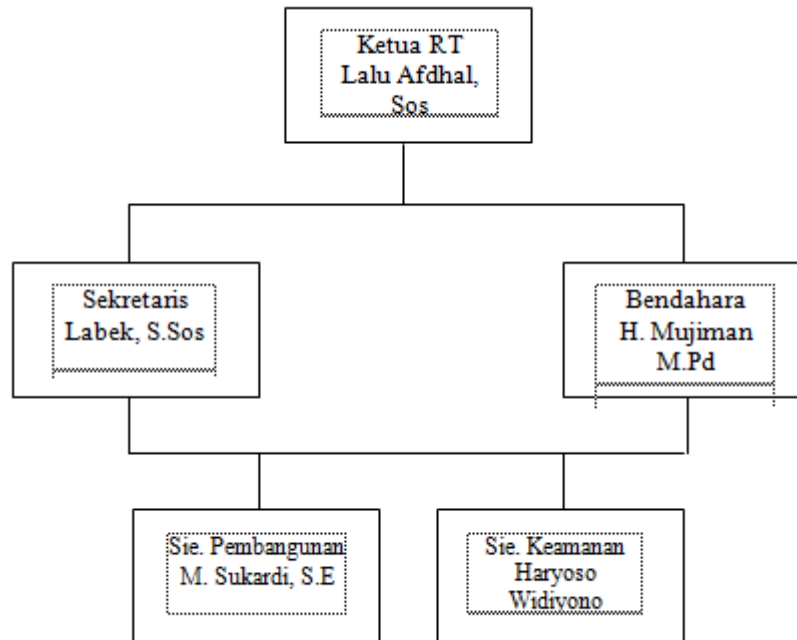 Ketua RT
Lalu Afdhal,
Sos
Sekretaris
Labek, S.Sos
Bendahara
H. Mujiman
M.Pd
Sie. Pembangunan
M. Sukardi, S.E
Sie. Keamanan
Haryoso
Widiyono